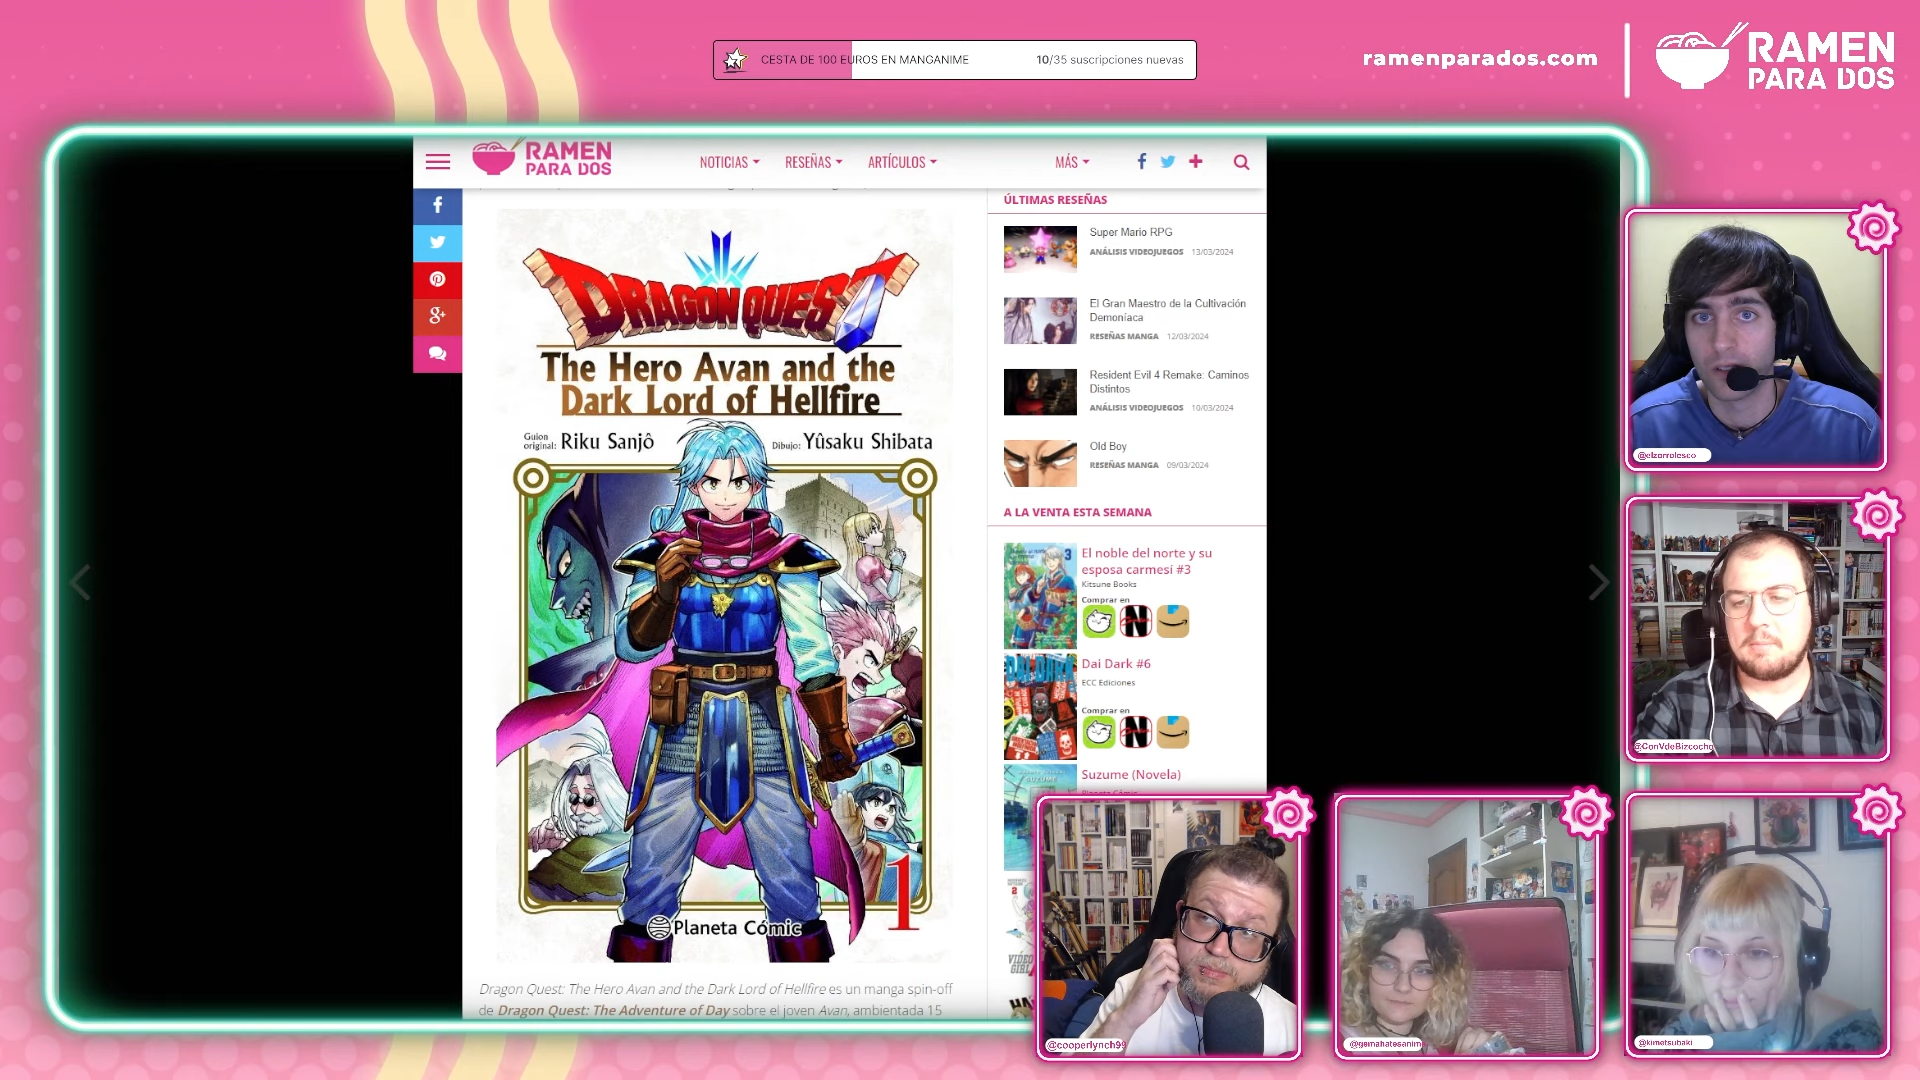 CESTA DE 100 EUROS EN MANGANIME
10/35 suscripciones nuevas
ramenparados.com
RAMEN
PARA DOS
RAMEN
PARA DOS
NOTICIAS
RESEÑAS
ARTÍCULOS
MÁS
DRAGON QUEST
The Hero Avan and the
Dark Lord of Hellfire
Guion
original: Riku Sanjô
Dibujo: Yûsaku Shibata
1
Planeta Cómic
Dragon Quest: The Hero Avan and the Dark Lord of Hellfire es un manga spin-off
de Dragon Quest: The Adventure of Day sobre el joven Avan, ambientada 15
ÚLTIMAS RESEÑAS
Super Mario RPG
ANÁLISIS VIDEOJUEGOS 13/03/2024
El Gran Maestro de la Cultivación
Demoníaca
RESEÑAS MANGA 12/03/2024
Resident Evil 4 Remake: Caminos
Distintos
ANÁLISIS VIDEOJUEGOS 10/03/2024
Old Boy
RESEÑAS MANGA 09/03/2024
A LA VENTA ESTA SEMANA
3
El noble del norte y su
esposa carmesí #3
Kitsune Books
Comprar en
N
DAI DARK
Dai Dark #6
ECC Ediciones
Comprar en
N
Suzume (Novela)
Planeta Cómic
@elzorrolesco
@ConVdeBizcocho
@cooperlynch99
@gemahatesanim
@kimetsubaki